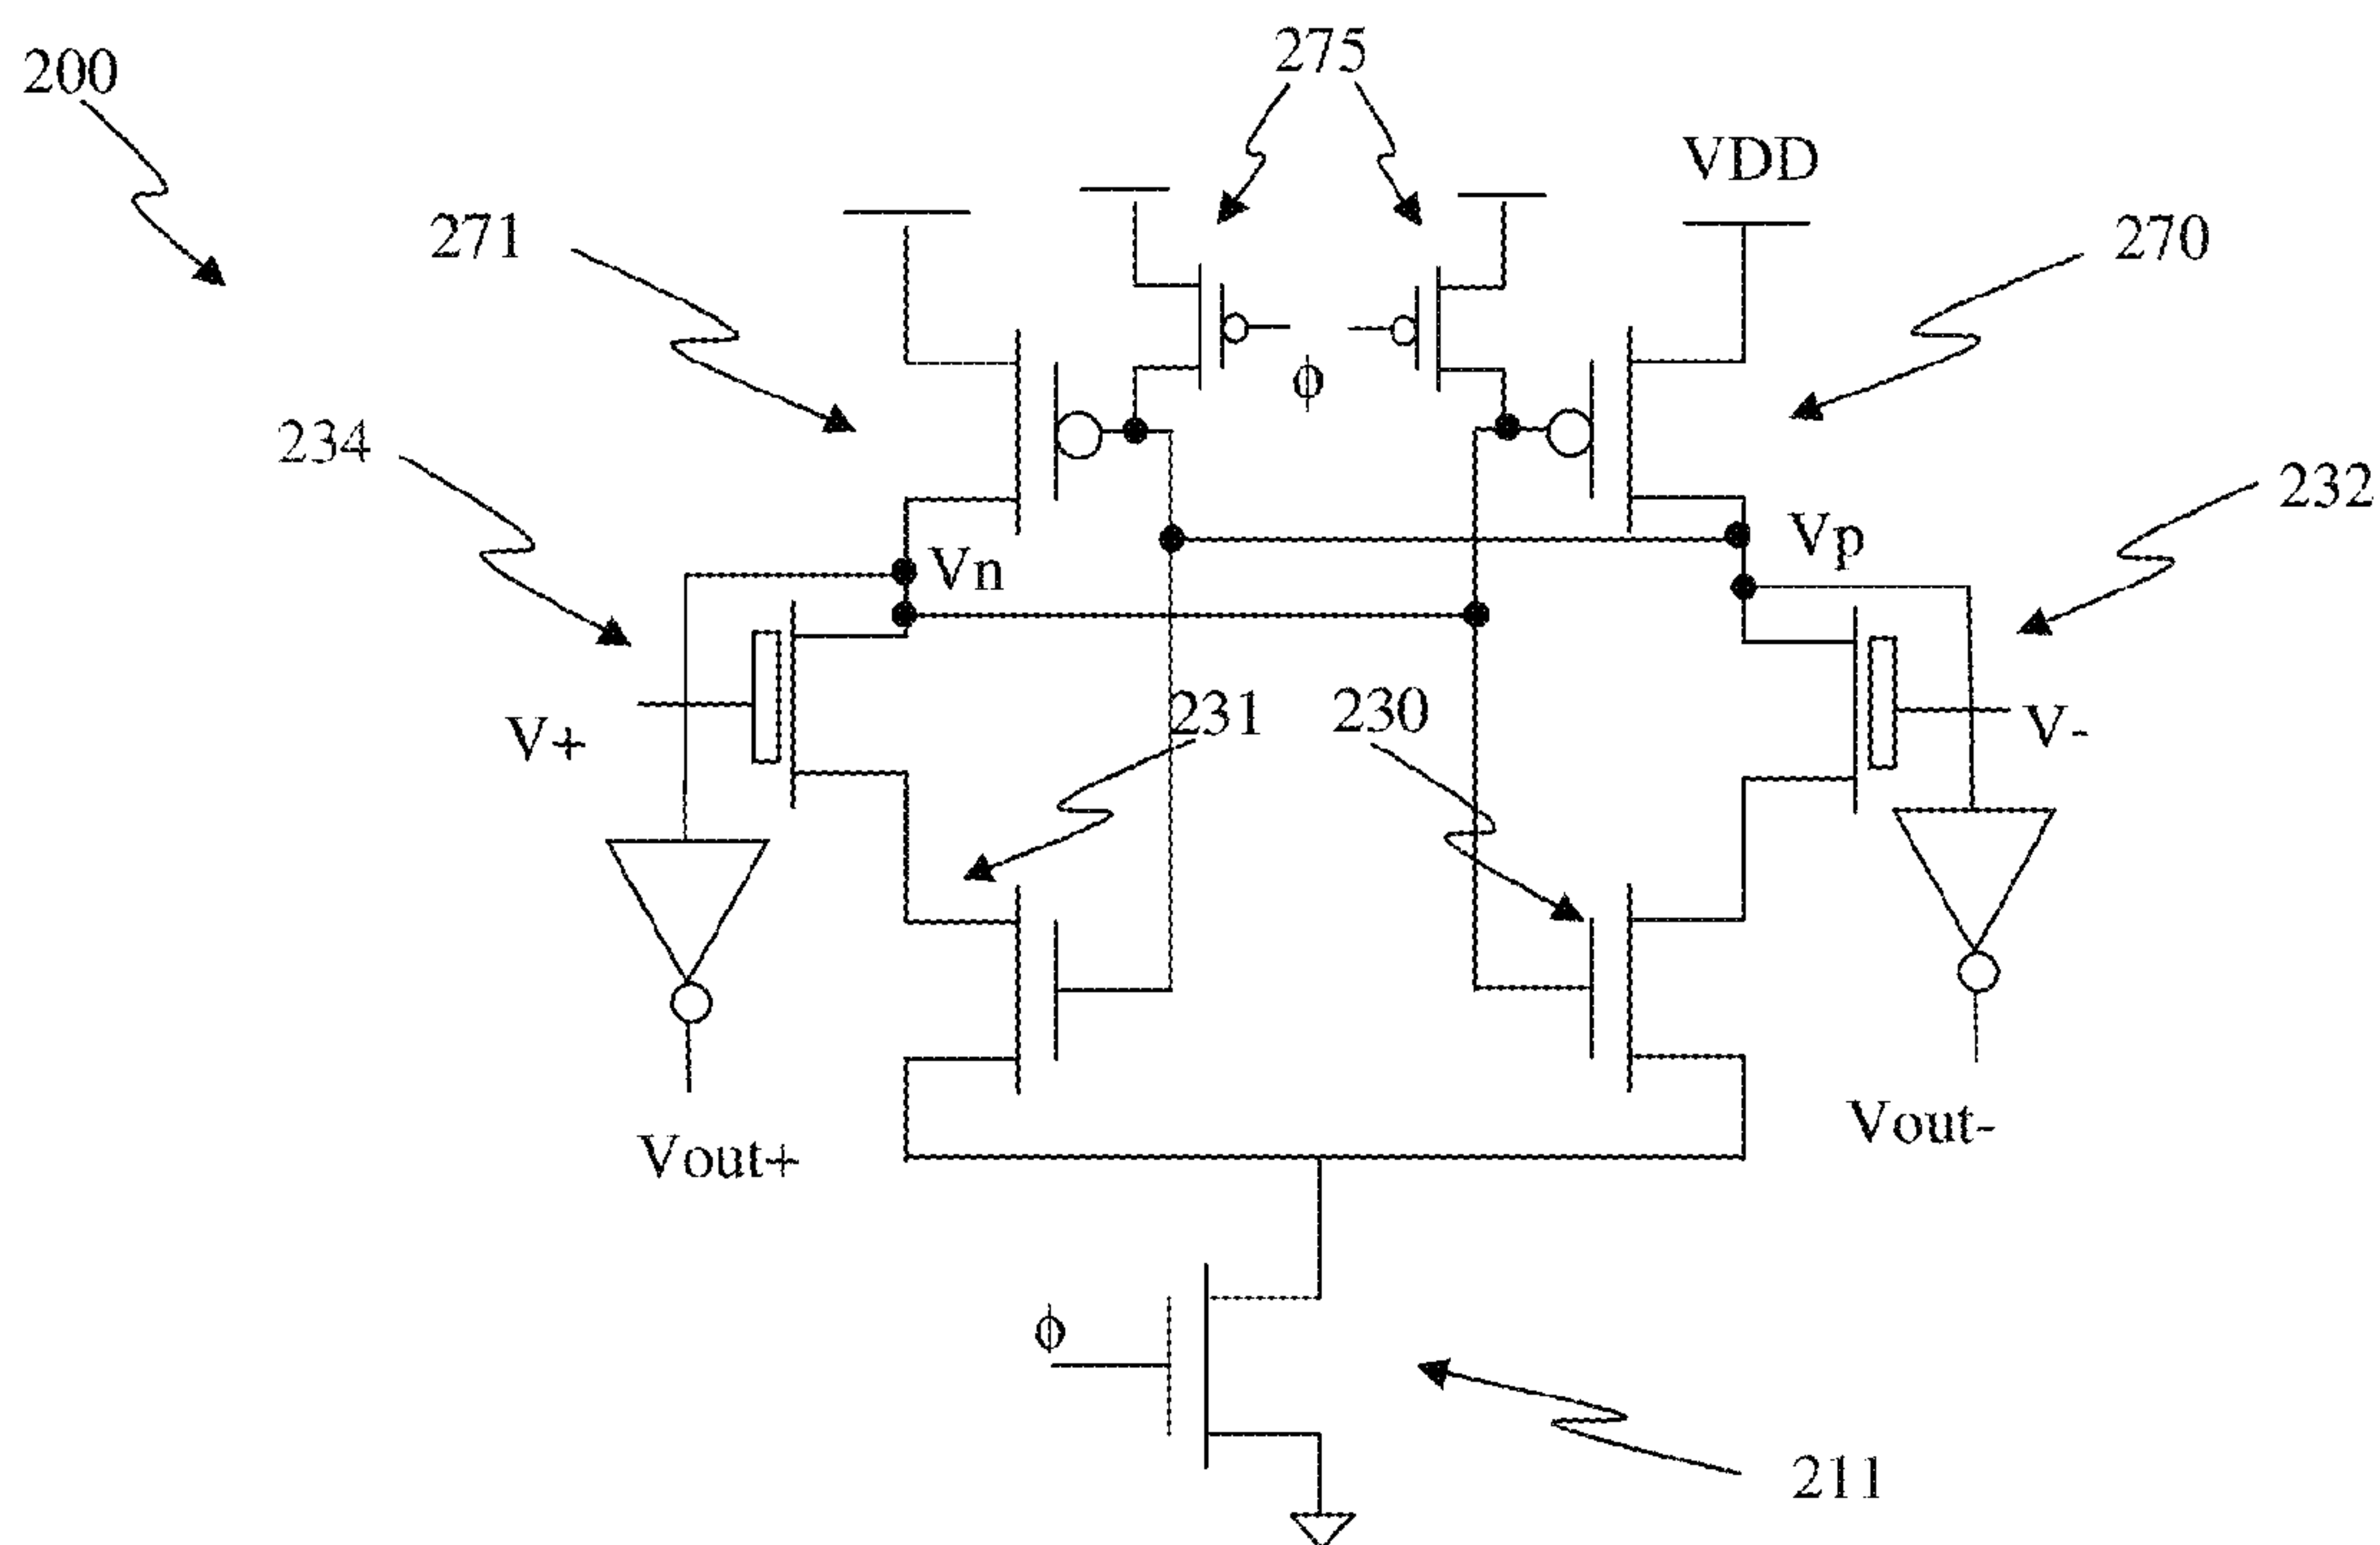 200
275
VDD
271
270
234
232
ϕ
Vn
Vp
231
230
V+
V-
Vout+
Vout-
ϕ
211